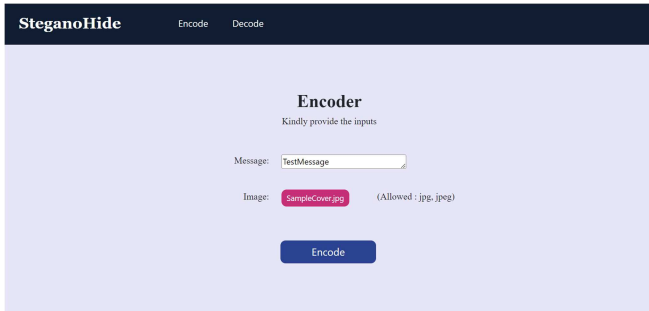 SteganoHide Encode Decode
Encoder
Kindly provide the inputs
Message: TestMessage
Image: SampleCover.jpg (Allowed : jpg, jpeg)
Encode